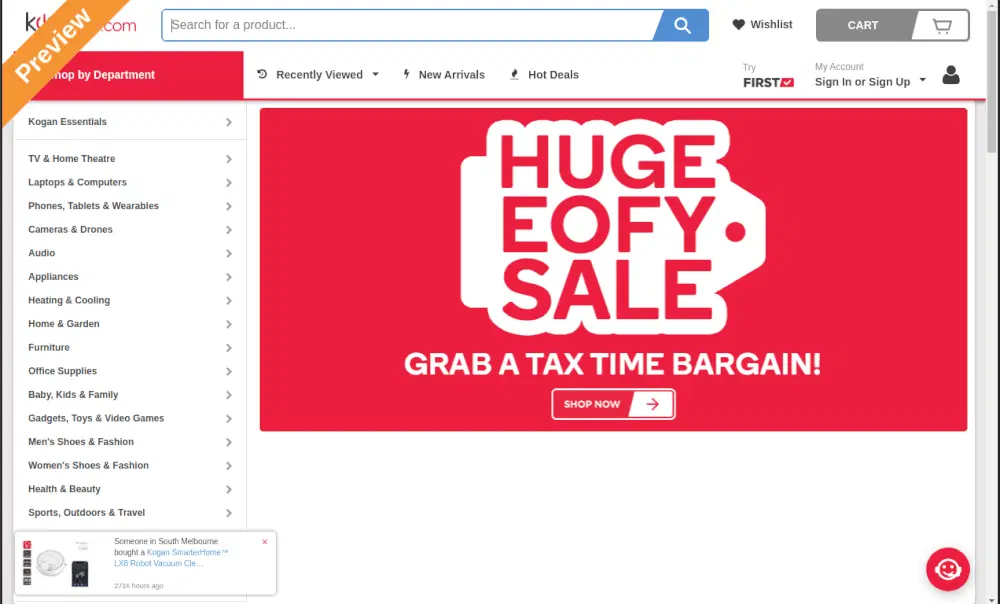 Preview
.com
Search for a product...
Wishlist
CART
Shop by Department
Recently Viewed
New Arrivals
Hot Deals
Try
FIRST
My Account
Sign In or Sign Up
Kogan Essentials
TV & Home Theatre
Laptops & Computers
Phones, Tablets & Wearables
Cameras & Drones
Audio
Appliances
Heating & Cooling
Home & Garden
Furniture
Office Supplies
Baby, Kids & Family
Gadgets, Toys & Video Games
Men's Shoes & Fashion
Women's Shoes & Fashion
Health & Beauty
Sports, Outdoors & Travel
HUGE
EOFY
SALE
GRAB A TAX TIME BARGAIN!
SHOP NOW
Someone in South Melbourne
bought a Kogan SmarterHome™
LX8 Robot Vacuum Cle...
2716 hours ago